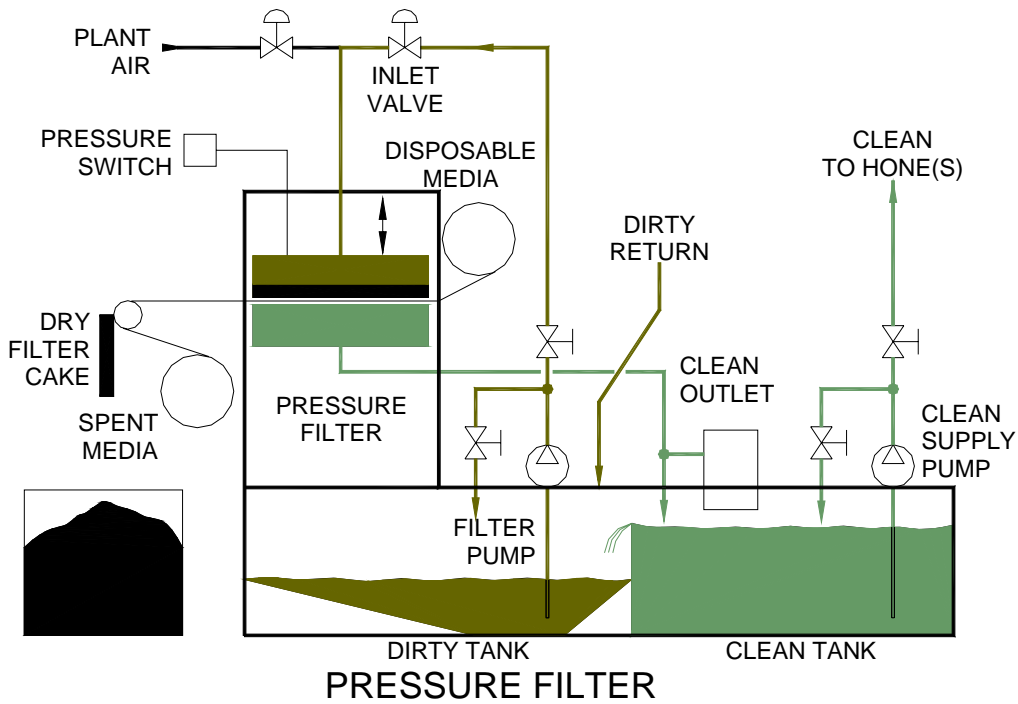 PLANT
AIR
INLET
VALVE
PRESSURE
SWITCH
DISPOSABLE
MEDIA
CLEAN
TO HONE(S)
DIRTY
RETURN
DRY
FILTER
CAKE
SPENT
MEDIA
PRESSURE
FILTER
CLEAN
OUTLET
CLEAN
SUPPLY
PUMP
FILTER
PUMP
DIRTY TANK
CLEAN TANK
PRESSURE FILTER